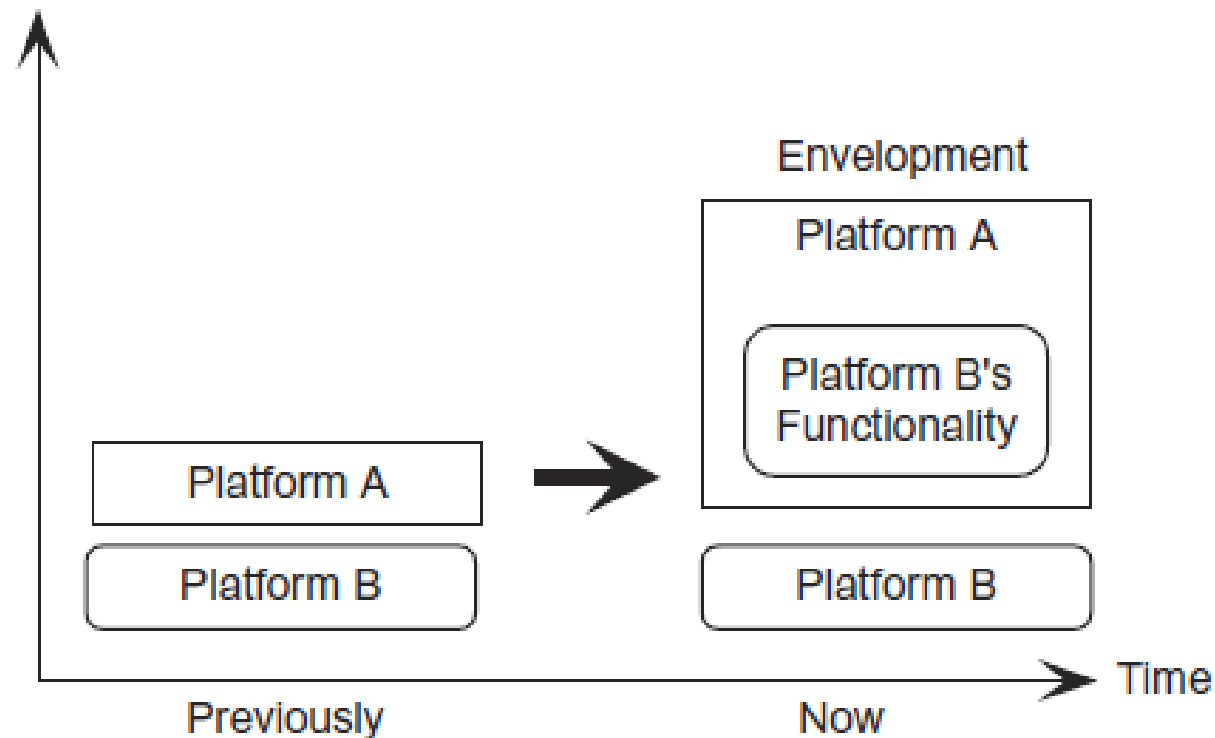 Envelopment
Platform A
Platform B's
Functionality
Platform A
Platform B
Platform B
Time
Previously
Now